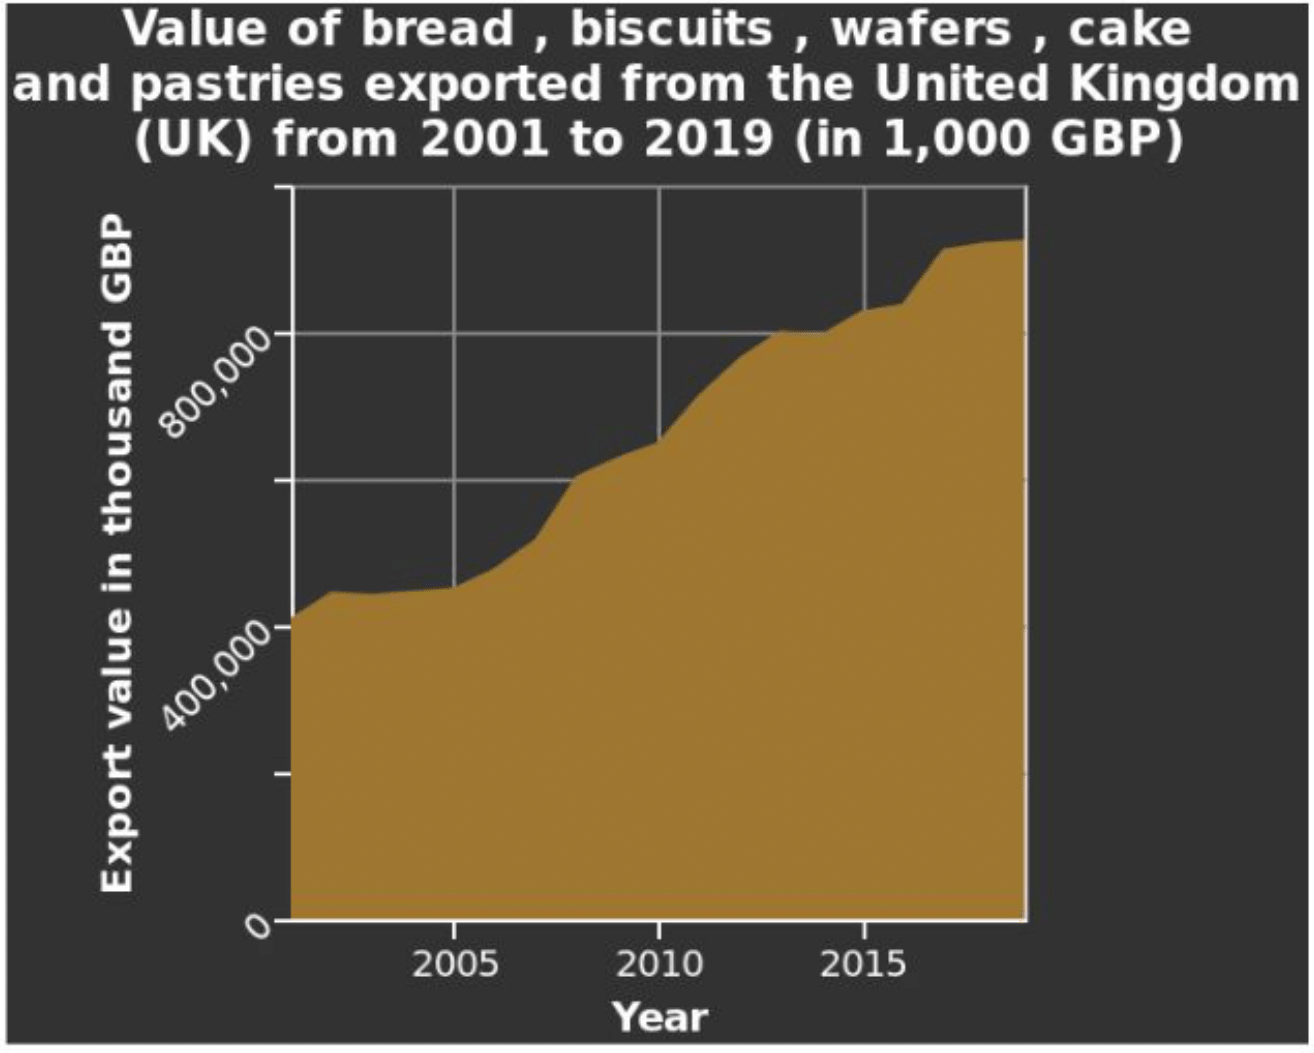 Value of bread , biscuits , wafers , cake
and pastries exported from the United Kingdom
(UK) from 2001 to 2019 (in 1,000 GBP)
Export value in thousand GBP
800,000
400,000
0
2005
2010
2015
Year